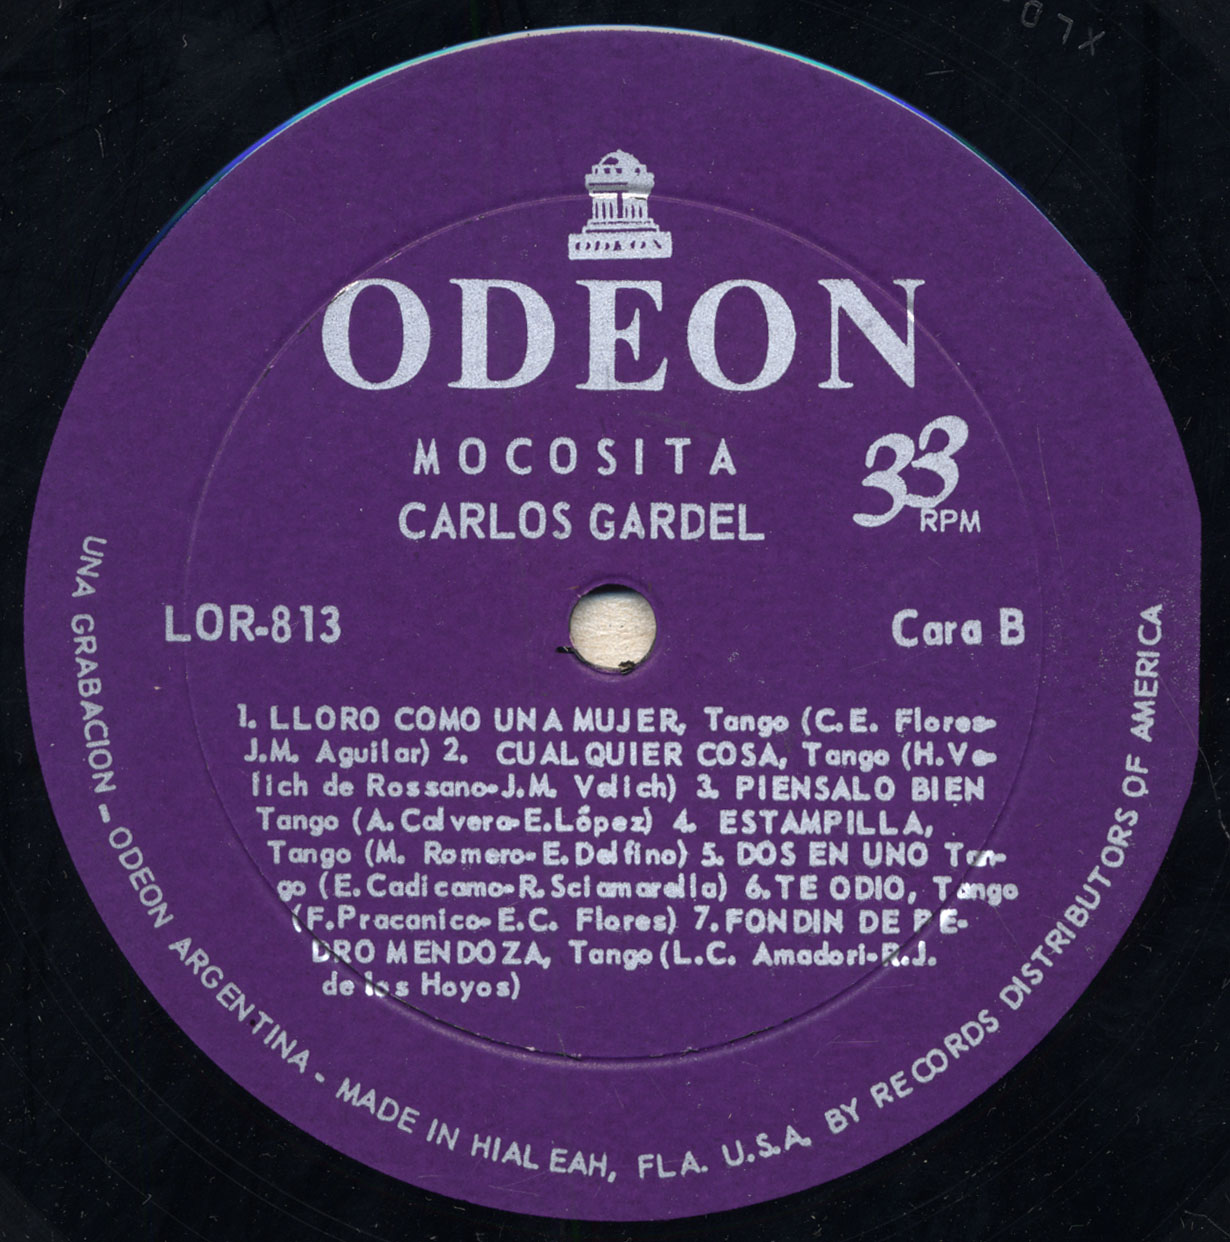 ODEON
ODEON
MOCOSITA
CARLOS GARDEL
33
RPM
LOR-813
Cara B
1. LLORO COMO UNA MUJER, Tango (C.E. Flores-
J.M. Aguilar) 2. CUALQUIER COSA, Tango (H.Ve-
lich de Rossano-J.M. Velich) 3. PIENSALO BIEN
Tango (A. Calvera-E.López) 4. ESTAMPILLA,
Tango (M. Romero-E. Delfino) 5. DOS EN UNO Tan-
go (E. Cadicamo-R. Sciamarella) 6. TE ODIO, Tango
(F. Pracanico-E.C. Flores) 7. FONDIN DE PE-
DRO MENDOZA, Tango (L.C. Amadori-R.J.
de los Hoyos)
UNA GRABACION - ODEON ARGENTINA - MADE IN HIALEAH, FLA. U.S.A. BY RECORDS DISTRIBUTORS OF AMERICA